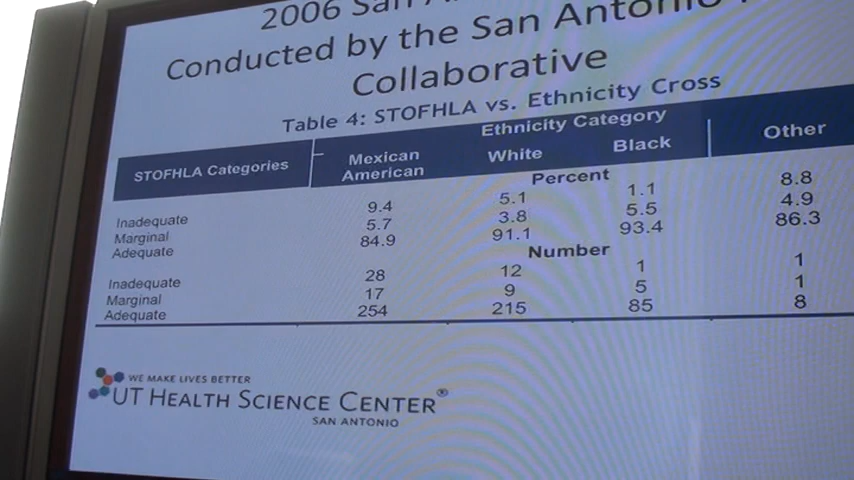 2006 San
Conducted by the San Antonio
Collaborative
Table 4: STOFHLA vs. Ethnicity Cross
Ethnicity Category
STOFHLA Categories Mexican American White Black Other
Percent
Inadequate 9.4 5.1 1.1 8.8
Marginal 5.7 3.8 5.5 4.9
Adequate 84.9 91.1 93.4 86.3
Number
Inadequate 28 12 1 1
Marginal 17 9 5 1
Adequate 254 215 85 8
WE MAKE LIVES BETTER
UT HEALTH SCIENCE CENTER®
SAN ANTONIO